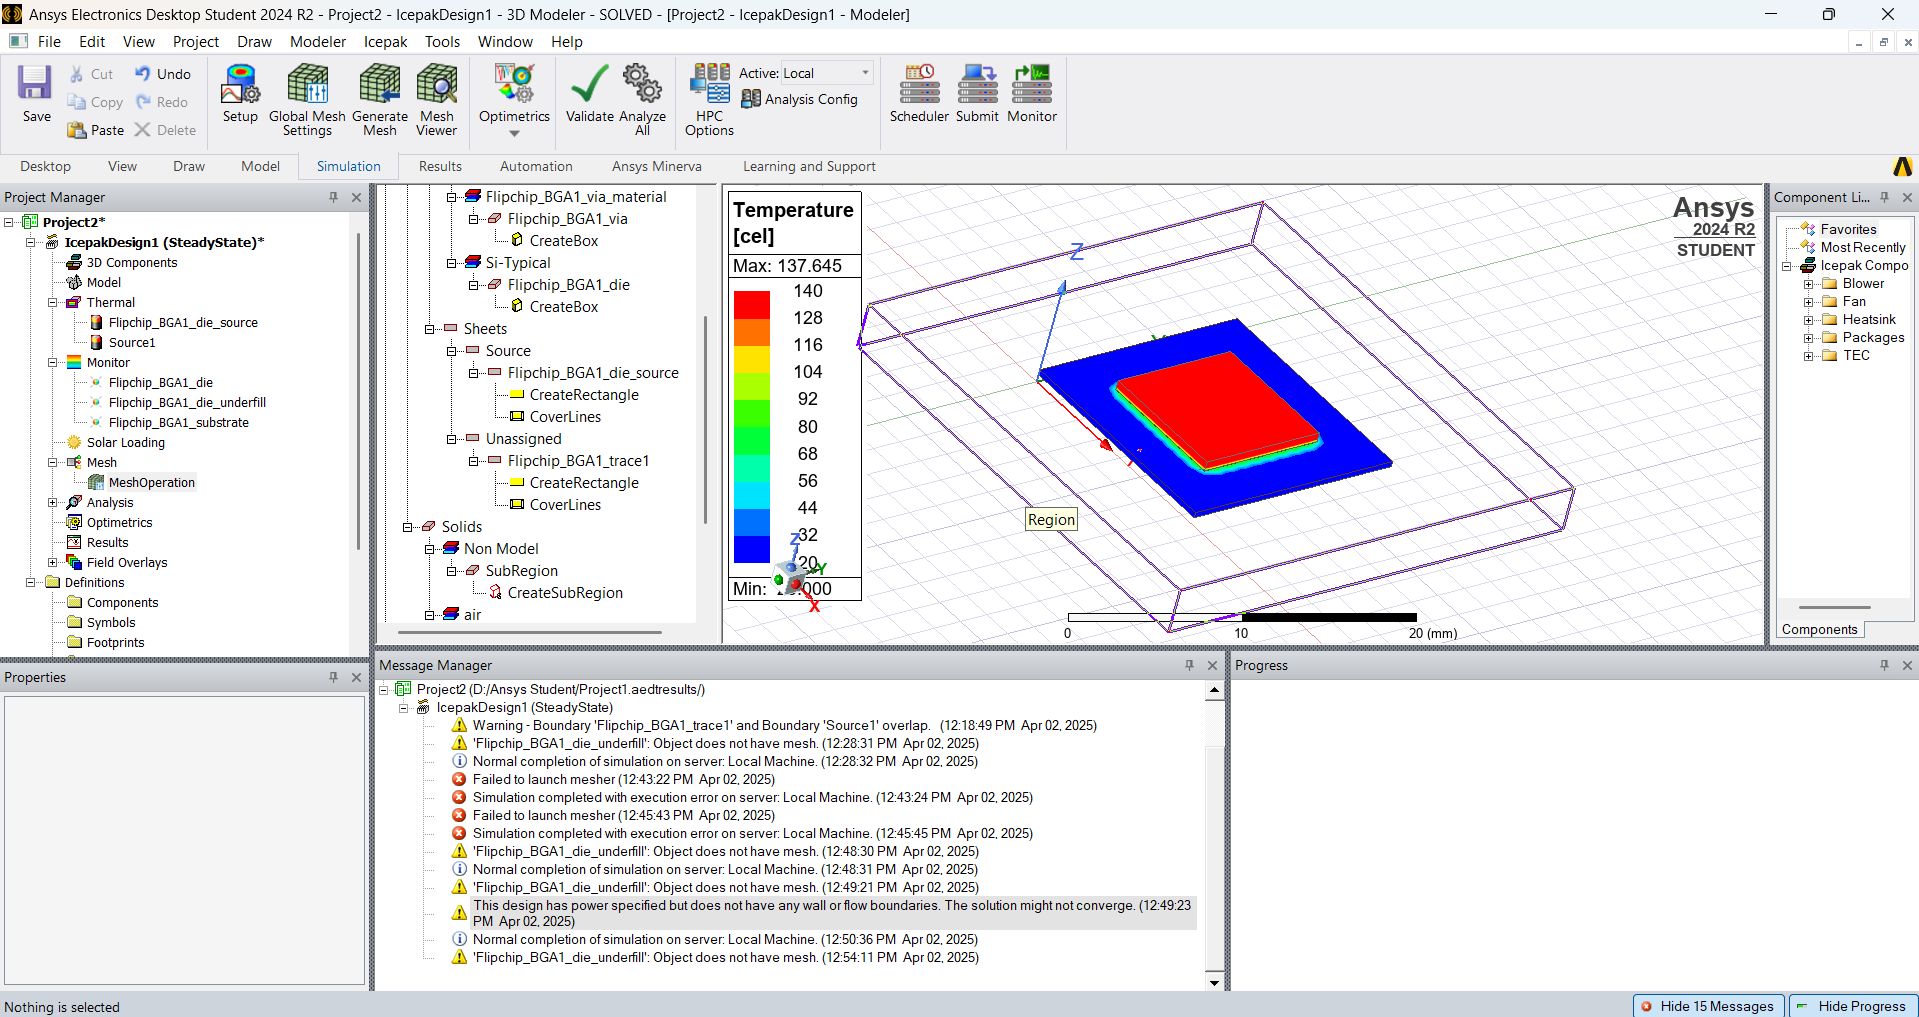 Ansys Electronics Desktop Student 2024 R2 - Project2 - IcepakDesign1 - 3D Modeler - SOLVED - [Project2 - IcepakDesign1 - Modeler]
File Edit View Project Draw Modeler Icepak Tools Window Help
Save
Cut
Copy
Paste
Undo
Redo
Delete
Setup
Global Mesh Settings
Generate Mesh
Mesh Viewer
Optimetrics
Validate
Analyze All
HPC Options
Active: Local
Analysis Config
Scheduler
Submit
Monitor
Desktop View Draw Model Simulation Results Automation Ansys Minerva Learning and Support
Project Manager
Project2*
IcepakDesign1 (SteadyState)*
3D Components
Model
Thermal
Flipchip_BGA1_die_source
Source1
Monitor
Flipchip_BGA1_die
Flipchip_BGA1_die_underfill
Flipchip_BGA1_substrate
Solar Loading
Mesh
MeshOperation
Analysis
Optimetrics
Results
Field Overlays
Definitions
Components
Symbols
Footprints
Properties
Flipchip_BGA1_via_material
Flipchip_BGA1_via
CreateBox
Si-Typical
Flipchip_BGA1_die
CreateBox
Sheets
Source
Flipchip_BGA1_die_source
CreateRectangle
CoverLines
Unassigned
Flipchip_BGA1_trace1
CreateRectangle
CoverLines
Solids
Non Model
SubRegion
CreateSubRegion
air
Temperature
[cel]
Max: 137.645
140
128
116
104
92
80
68
56
44
32
20
Min:
000
Z
Z
Y
X
Region
0 10 20 (mm)
Ansys
2024 R2
STUDENT
Component Li...
Favorites
Most Recently
Icepak Compo
Blower
Fan
Heatsink
Packages
TEC
Components
Message Manager
Project2 (D:/Ansys Student/Project1.aedtresults/)
IcepakDesign1 (SteadyState)
Warning - Boundary 'Flipchip_BGA1_trace1' and Boundary 'Source1' overlap. (12:18:49 PM Apr 02, 2025)
'Flipchip_BGA1_die_underfill': Object does not have mesh. (12:28:31 PM Apr 02, 2025)
Normal completion of simulation on server: Local Machine. (12:28:32 PM Apr 02, 2025)
Failed to launch mesher (12:43:22 PM Apr 02, 2025)
Simulation completed with execution error on server: Local Machine. (12:43:24 PM Apr 02, 2025)
Failed to launch mesher (12:45:43 PM Apr 02, 2025)
Simulation completed with execution error on server: Local Machine. (12:45:45 PM Apr 02, 2025)
'Flipchip_BGA1_die_underfill': Object does not have mesh. (12:48:30 PM Apr 02, 2025)
Normal completion of simulation on server: Local Machine. (12:48:31 PM Apr 02, 2025)
'Flipchip_BGA1_die_underfill': Object does not have mesh. (12:49:21 PM Apr 02, 2025)
This design has power specified but does not have any wall or flow boundaries. The solution might not converge. (12:49:23
PM Apr 02, 2025)
Normal completion of simulation on server: Local Machine. (12:50:36 PM Apr 02, 2025)
'Flipchip_BGA1_die_underfill': Object does not have mesh. (12:54:11 PM Apr 02, 2025)
Progress
Nothing is selected
Hide 15 Messages
Hide Progress